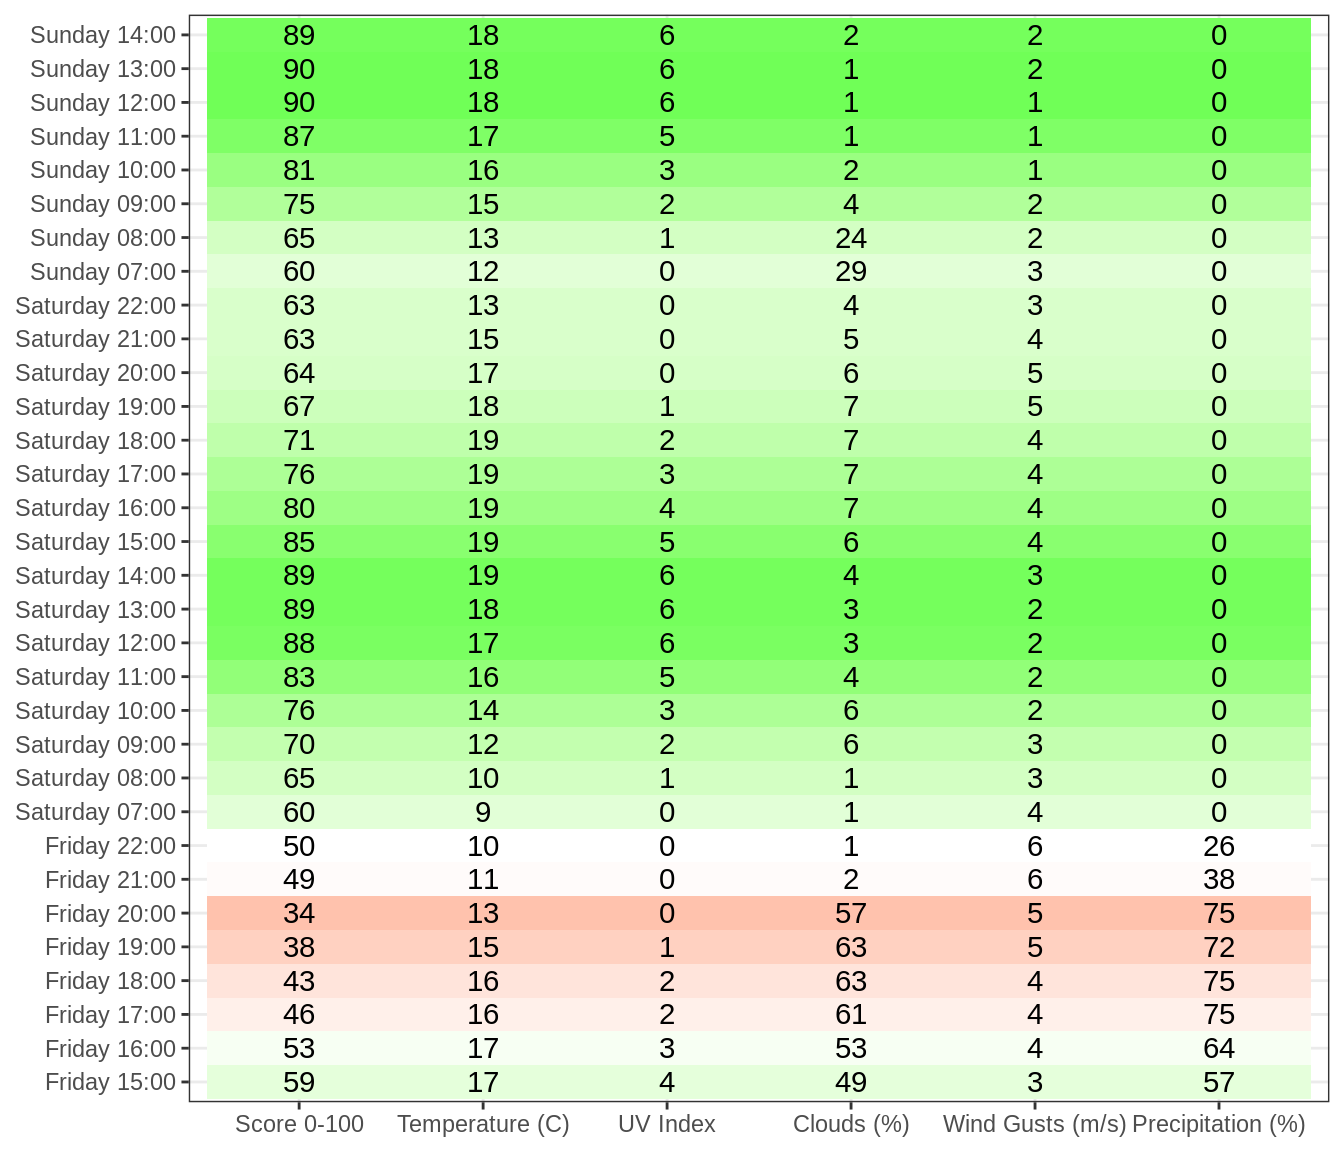 Sunday 14:00 89 18 6 2 2 0
Sunday 13:00 90 18 6 1 2 0
Sunday 12:00 90 18 6 1 1 0
Sunday 11:00 87 17 5 1 1 0
Sunday 10:00 81 16 3 2 1 0
Sunday 09:00 75 15 2 4 2 0
Sunday 08:00 65 13 1 24 2 0
Sunday 07:00 60 12 0 29 3 0
Saturday 22:00 63 13 0 4 3 0
Saturday 21:00 63 15 0 5 4 0
Saturday 20:00 64 17 0 6 5 0
Saturday 19:00 67 18 1 7 5 0
Saturday 18:00 71 19 2 7 4 0
Saturday 17:00 76 19 3 7 4 0
Saturday 16:00 80 19 4 7 4 0
Saturday 15:00 85 19 5 6 4 0
Saturday 14:00 89 19 6 4 3 0
Saturday 13:00 89 18 6 3 2 0
Saturday 12:00 88 17 6 3 2 0
Saturday 11:00 83 16 5 4 2 0
Saturday 10:00 76 14 3 6 2 0
Saturday 09:00 70 12 2 6 3 0
Saturday 08:00 65 10 1 1 3 0
Saturday 07:00 60 9 0 1 4 0
Friday 22:00 50 10 0 1 6 26
Friday 21:00 49 11 0 2 6 38
Friday 20:00 34 13 0 57 5 75
Friday 19:00 38 15 1 63 5 72
Friday 18:00 43 16 2 63 4 75
Friday 17:00 46 16 2 61 4 75
Friday 16:00 53 17 3 53 4 64
Friday 15:00 59 17 4 49 3 57
Score 0-100 Temperature (C) UV Index Clouds (%) Wind Gusts (m/s) Precipitation (%)